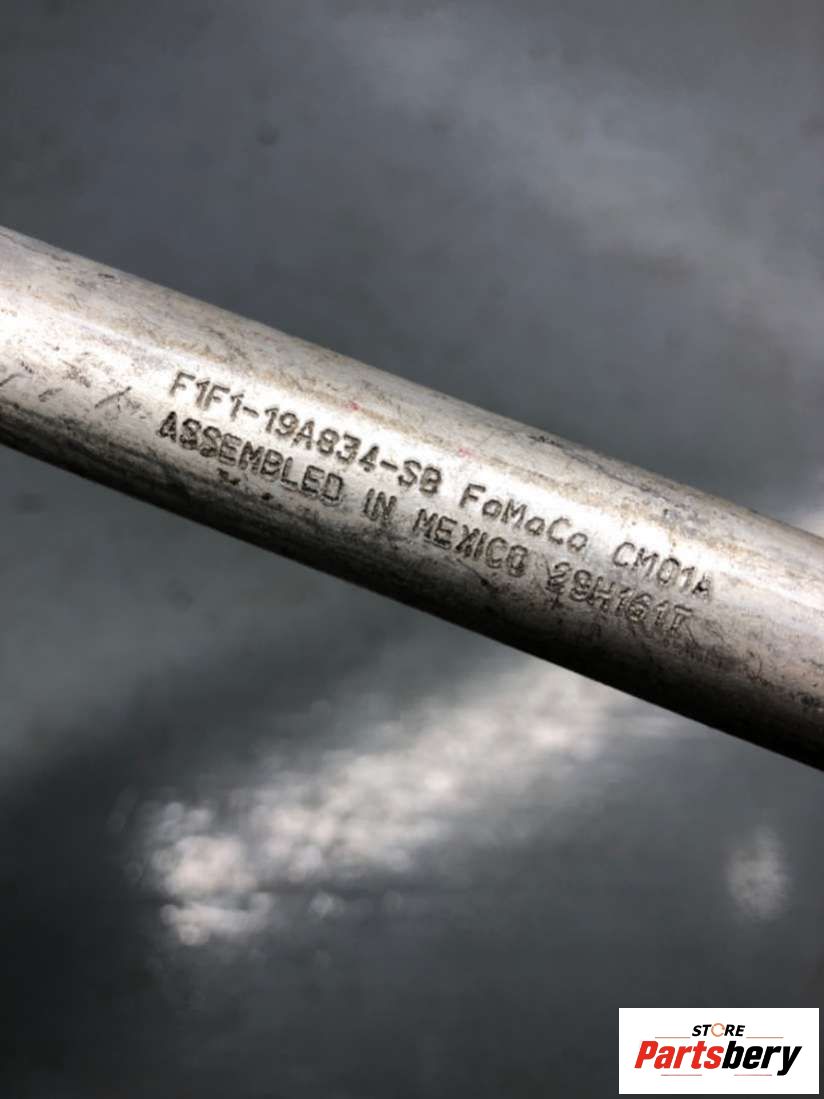 F1F1-19A834-SB FoMoCo CM01A
ASSEMBLED IN MEXICO
STORE
Partsbery